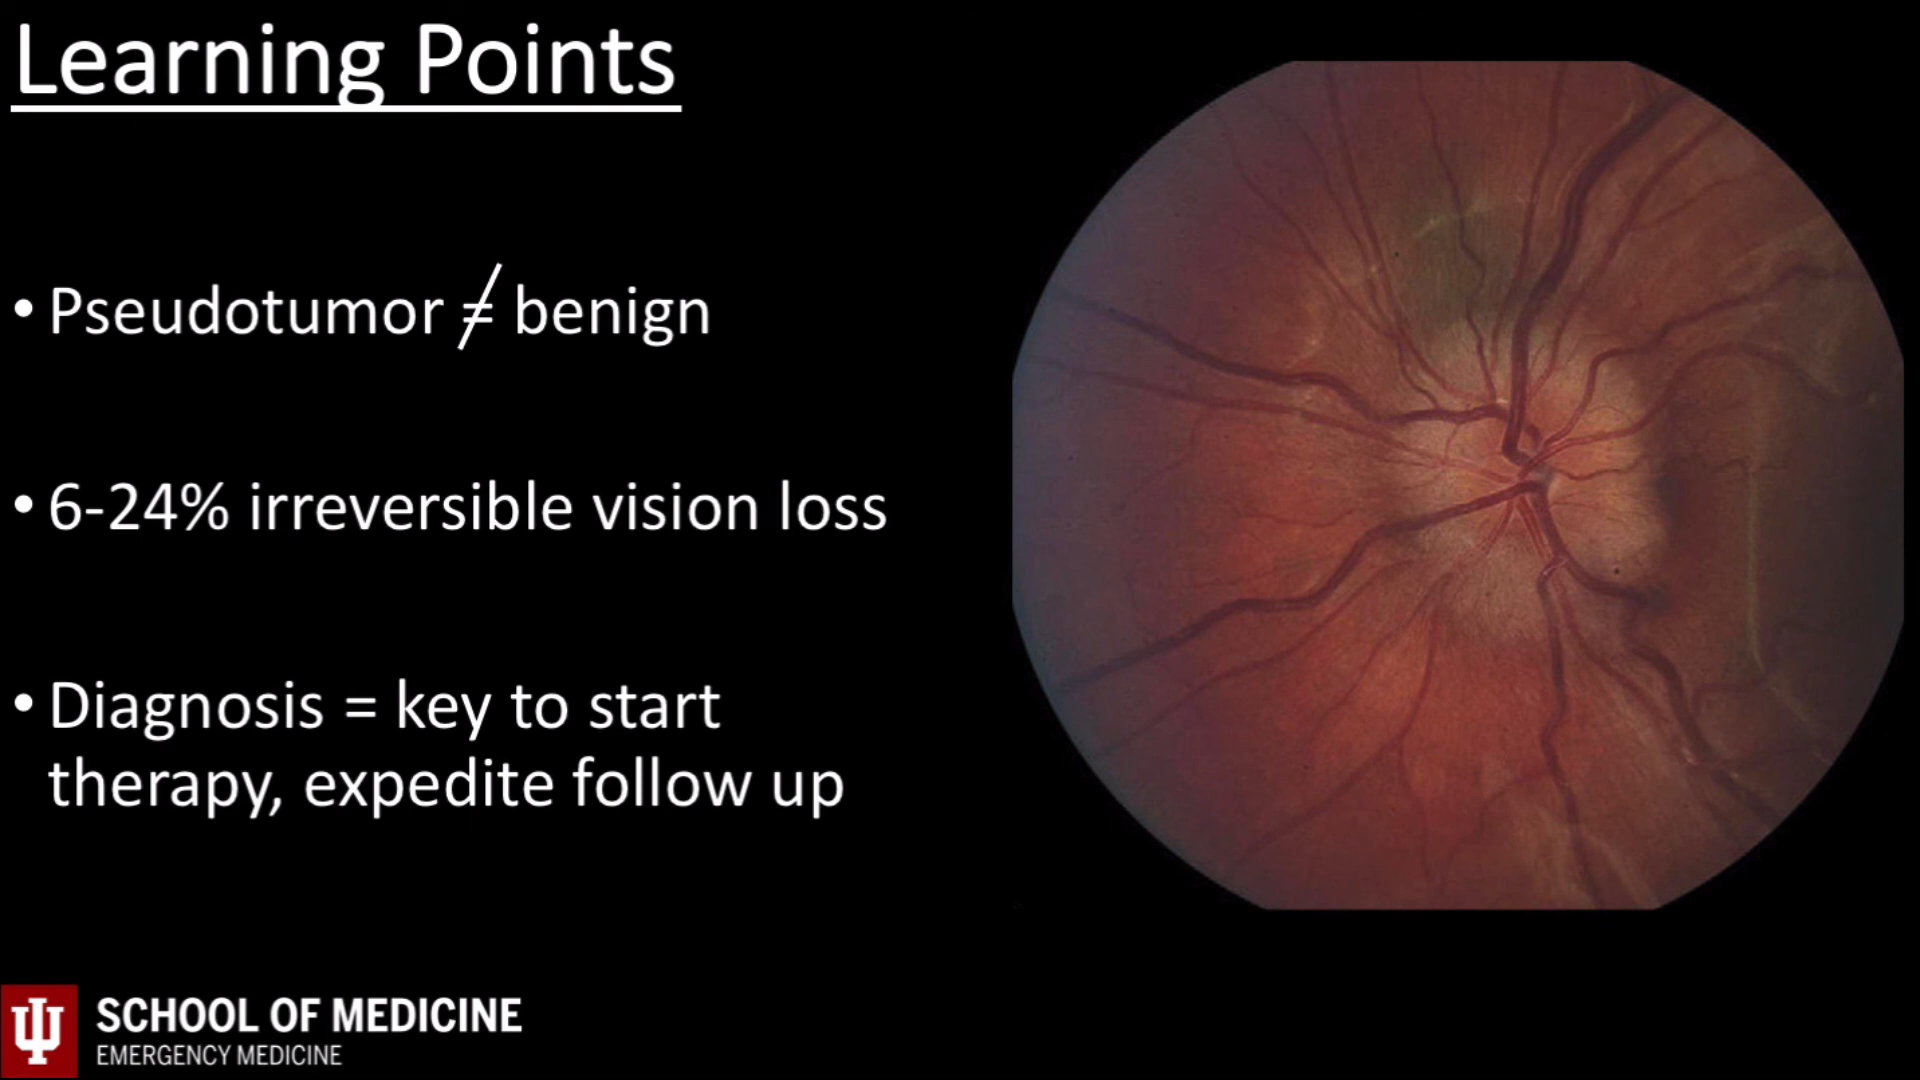 Learning Points
• Pseudotumor ≠ benign
• 6-24% irreversible vision loss
• Diagnosis = key to start
therapy, expedite follow up
SCHOOL OF MEDICINE
EMERGENCY MEDICINE